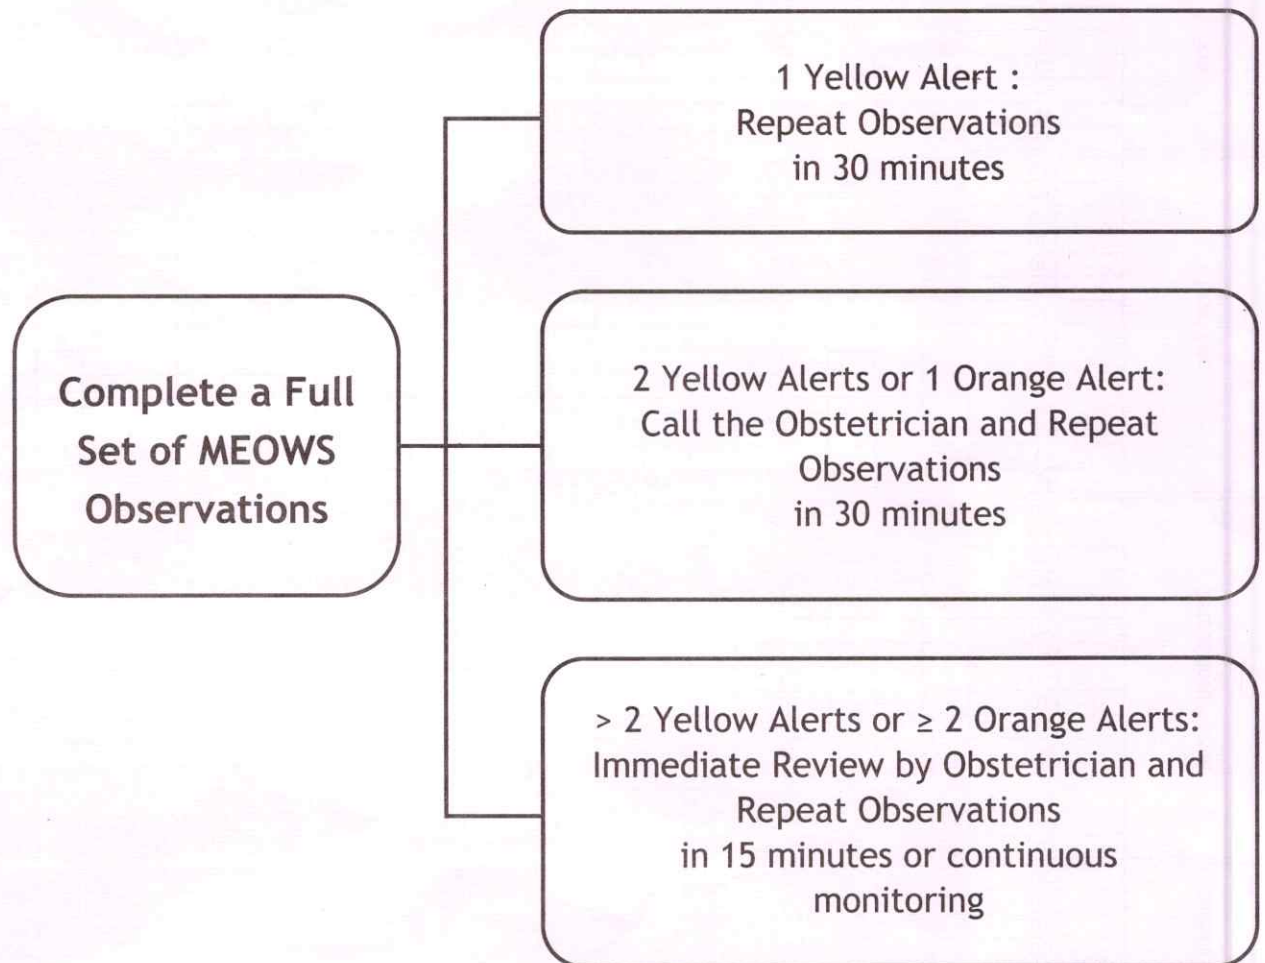 1 Yellow Alert :
Repeat Observations
in 30 minutes
Complete a Full
Set of MEOWS
Observations
2 Yellow Alerts or 1 Orange Alert:
Call the Obstetrician and Repeat
Observations
in 30 minutes
> 2 Yellow Alerts or ≥ 2 Orange Alerts:
Immediate Review by Obstetrician and
Repeat Observations
in 15 minutes or continuous
monitoring